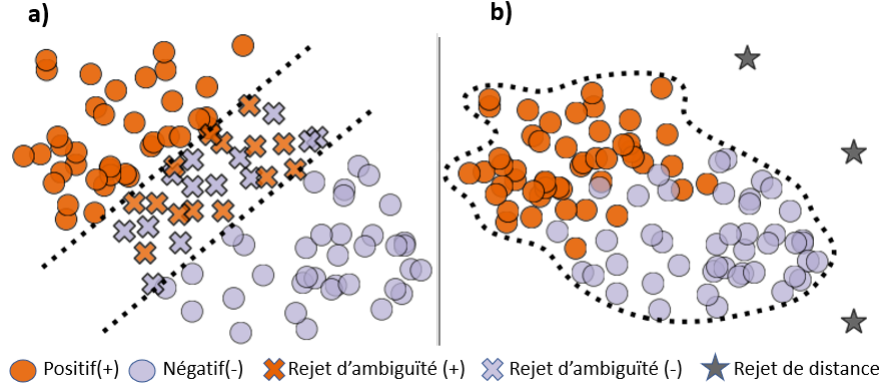 a)
b)
Positif(+) Négatif(-) Rejet d'ambiguïté (+) Rejet d'ambiguïté (-) Rejet de distance